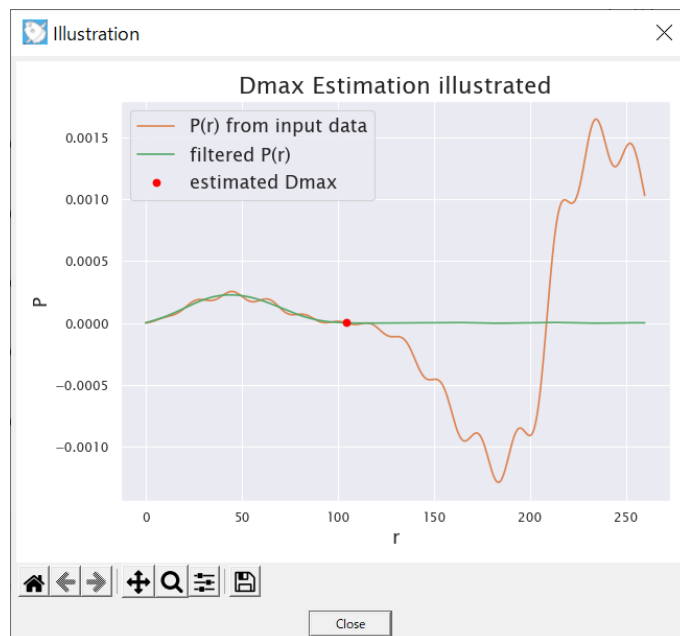 Illustration
Dmax Estimation illustrated
P(r) from input data
filtered P(r)
estimated Dmax
0.0015
0.0010
0.0005
0.0000
−0.0005
−0.0010
P
0 50 100 150 200 250
r
Close